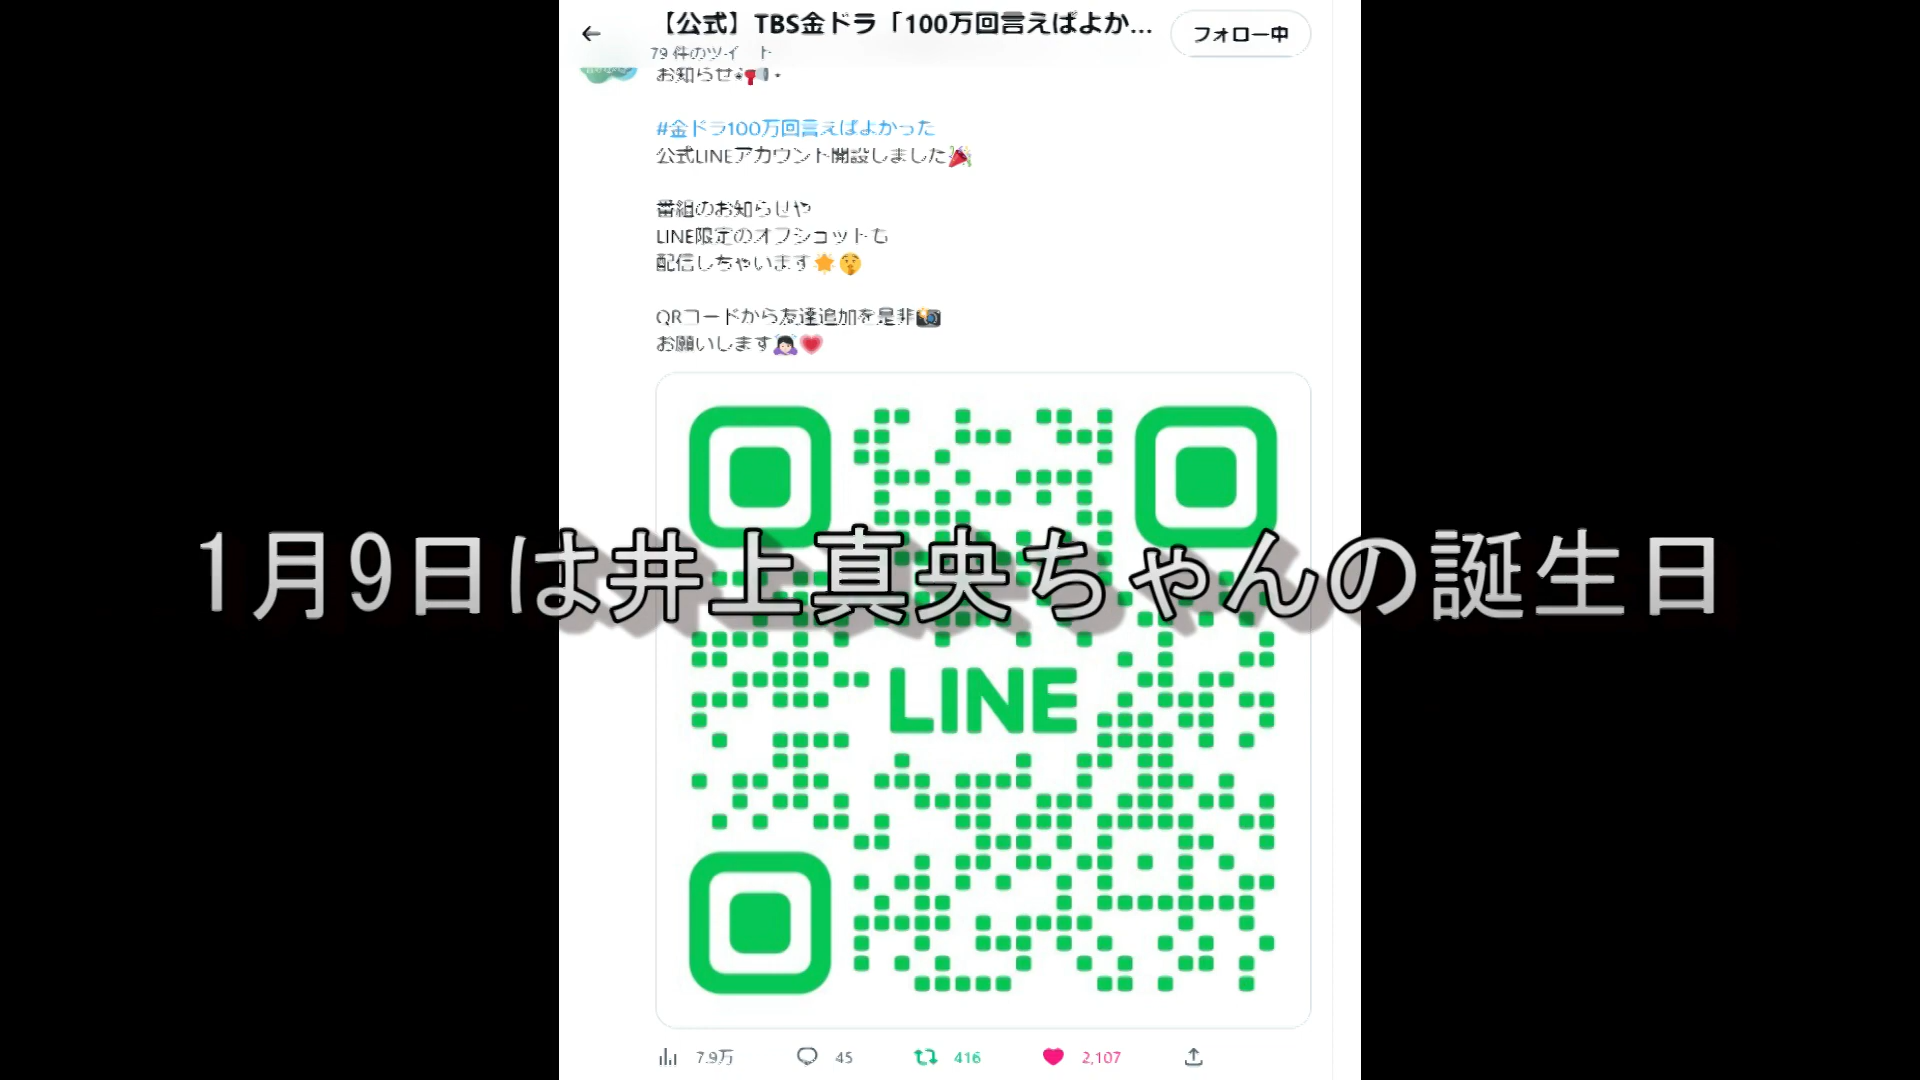 【公式】TBS金ドラ「100万回言えばよか…
フォロー中
79 件のツイート
お知らせ
#金ドラ100万回言えばよかった
公式LINEアカウント開設しました🎉
番組のお知らせや
LINE限定のオフショットも
配信しちゃいます🌟🤫
QRコードから友達追加を是非📸
お願いします🙇🏻‍♀️💗
1月9日は井上真央ちゃんの誕生日
LINE
7.9万 45 416 2,107